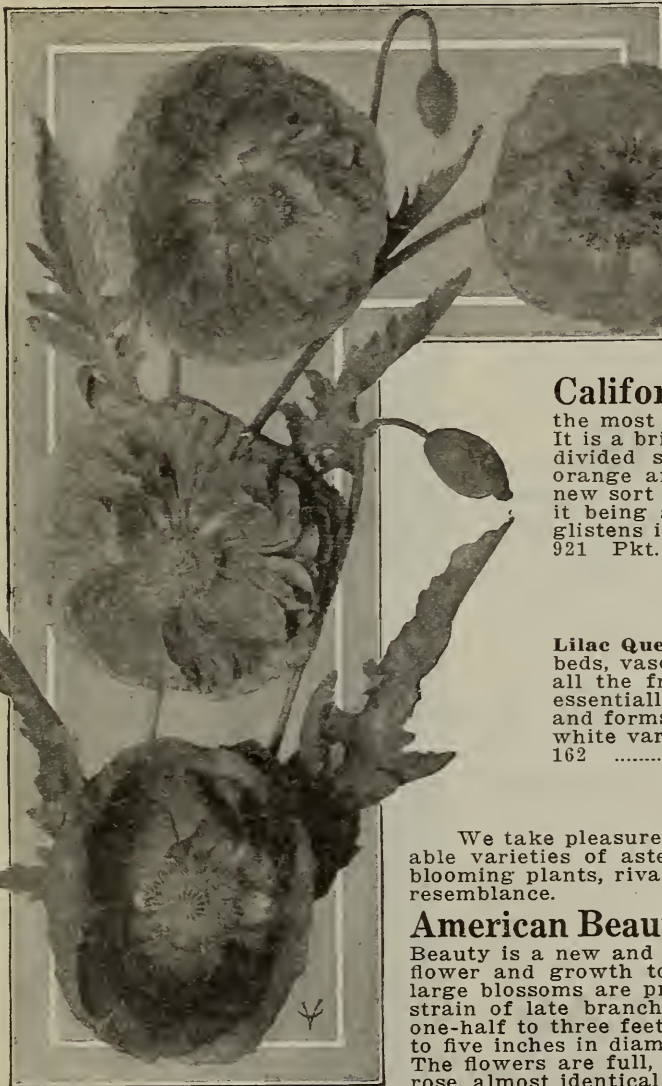 Califor
the most
It is a bri
divided s
orange a
new sort
it being
glistens i
921 Pkt.
Lilac Que
beds, vas
all the fr
essentiall
and forms
white var
162 ........
We take pleasure
able varieties of aste
blooming plants, riva
resemblance.
American Beau
Beauty is a new and
flower and growth to
large blossoms are pr
strain of late branch
one-half to three feet
to five inches in diam
The flowers are full,
rose, almost identical